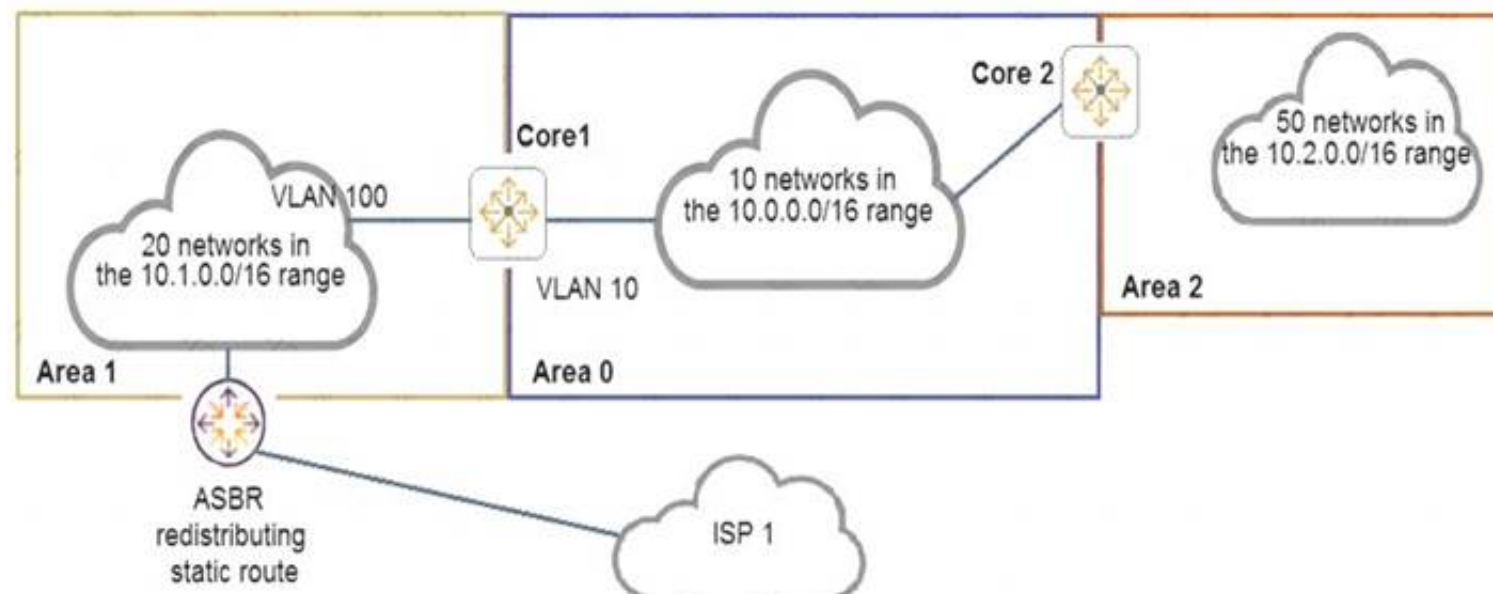 Core 2
Core1
50 networks in
the 10.2.0.0/16 range
VLAN 100
10 networks in
the 10.0.0.0/16 range
20 networks in
the 10.1.0.0/16 range
VLAN 10
Area 2
Area 1
Area 0
ASBR
redistributing
static route
ISP 1